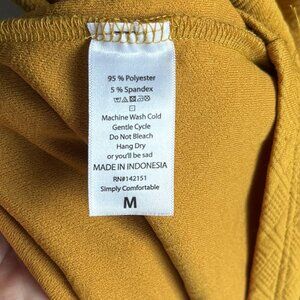 95 % Polyester
5 % Spandex
Machine Wash Cold
Gentle Cycle
Do Not Bleach
Hang Dry
or you'll be sad
MADE IN INDONESIA
RN#142151
Simply Comfortable
M